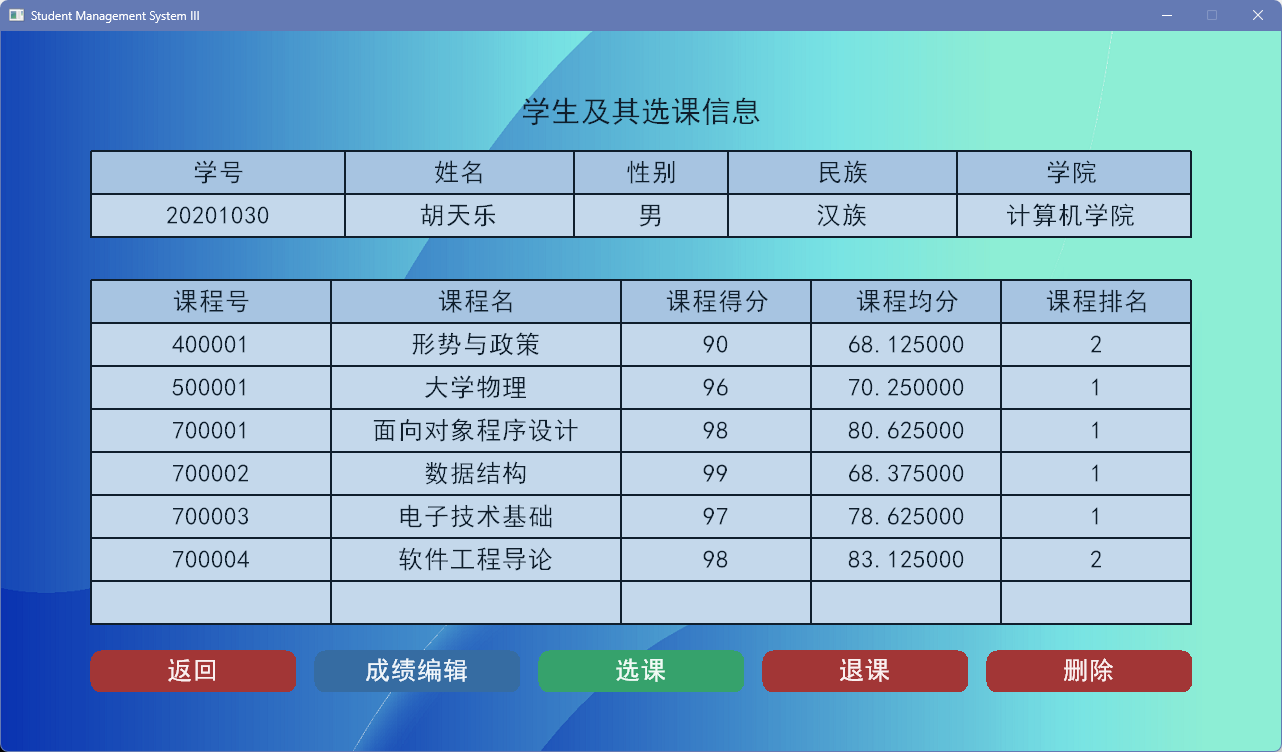 Student Management System III
学生及其选课信息
学号 姓名 性别 民族 学院
20201030 胡天乐 男 汉族 计算机学院
课程号 课程名 课程得分 课程均分 课程排名
400001 形势与政策 90 68.125000 2
500001 大学物理 96 70.250000 1
700001 面向对象程序设计 98 80.625000 1
700002 数据结构 99 68.375000 1
700003 电子技术基础 97 78.625000 1
700004 软件工程导论 98 83.125000 2
返回 成绩编辑 选课 退课 删除